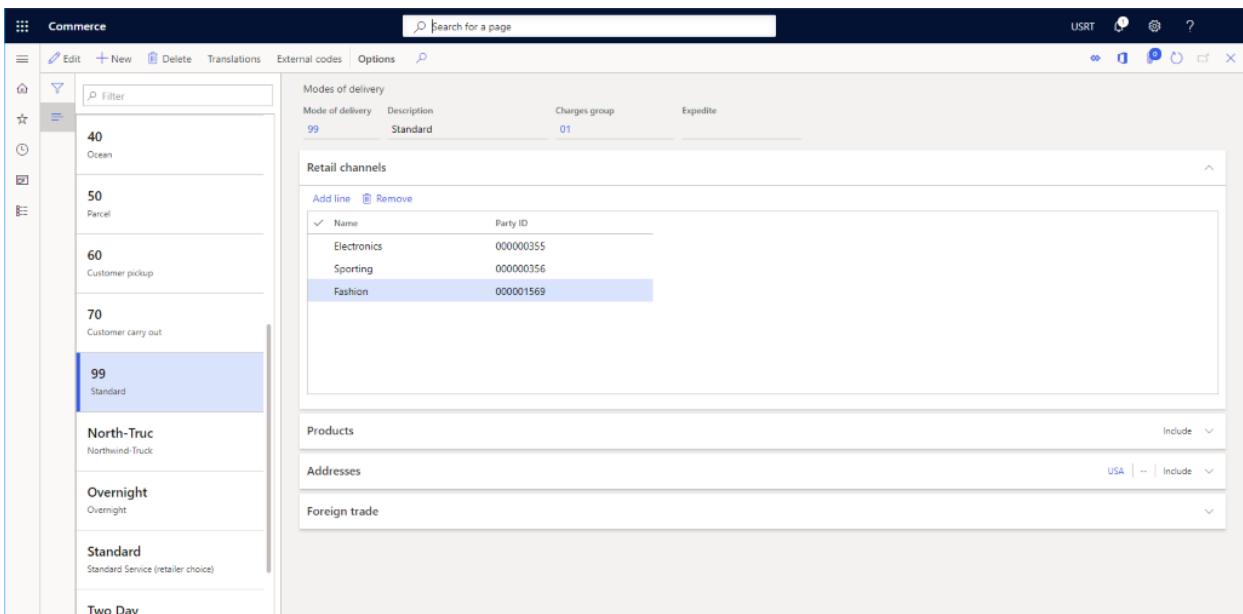 Commerce
Search for a page
USRT
1
?
Edit New Delete Translations External codes Options
0
Filter
40
Ocean
50
Parcel
60
Customer pickup
70
Customer carry out
99
Standard
North-Truc
Northwind-Truck
Overnight
Overnight
Standard
Standard Service (retailer choice)
Two Day
Modes of delivery
Mode of delivery Description Charges group Expedite
99 Standard 01
Retail channels
Add line Remove
Name Party ID
Electronics 000000355
Sporting 000000356
Fashion 000001569
Products Include
Addresses USA | -- | Include
Foreign trade